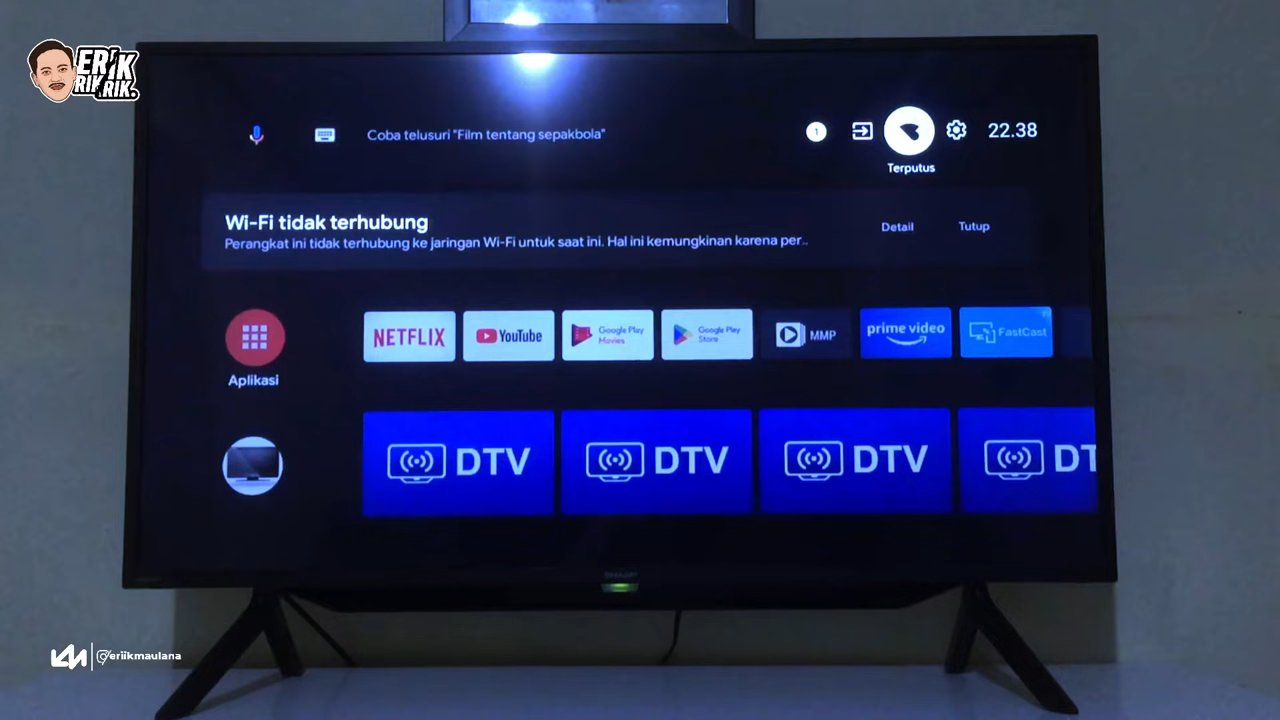 ERIK
RIK RIK.
Coba telusuri "Film tentang sepakbola"
1
22.38
Terputus
Wi-Fi tidak terhubung
Perangkat ini tidak terhubung ke jaringan Wi-Fi untuk saat ini. Hal ini kemungkinan karena per..
Detail
Tutup
NETFLIX
YouTube
Google Play Movies
Google Play Store
MMP
prime video
FastCast
Aplikasi
DTV
DTV
DTV
DT
SHARP
@eriikmaulana